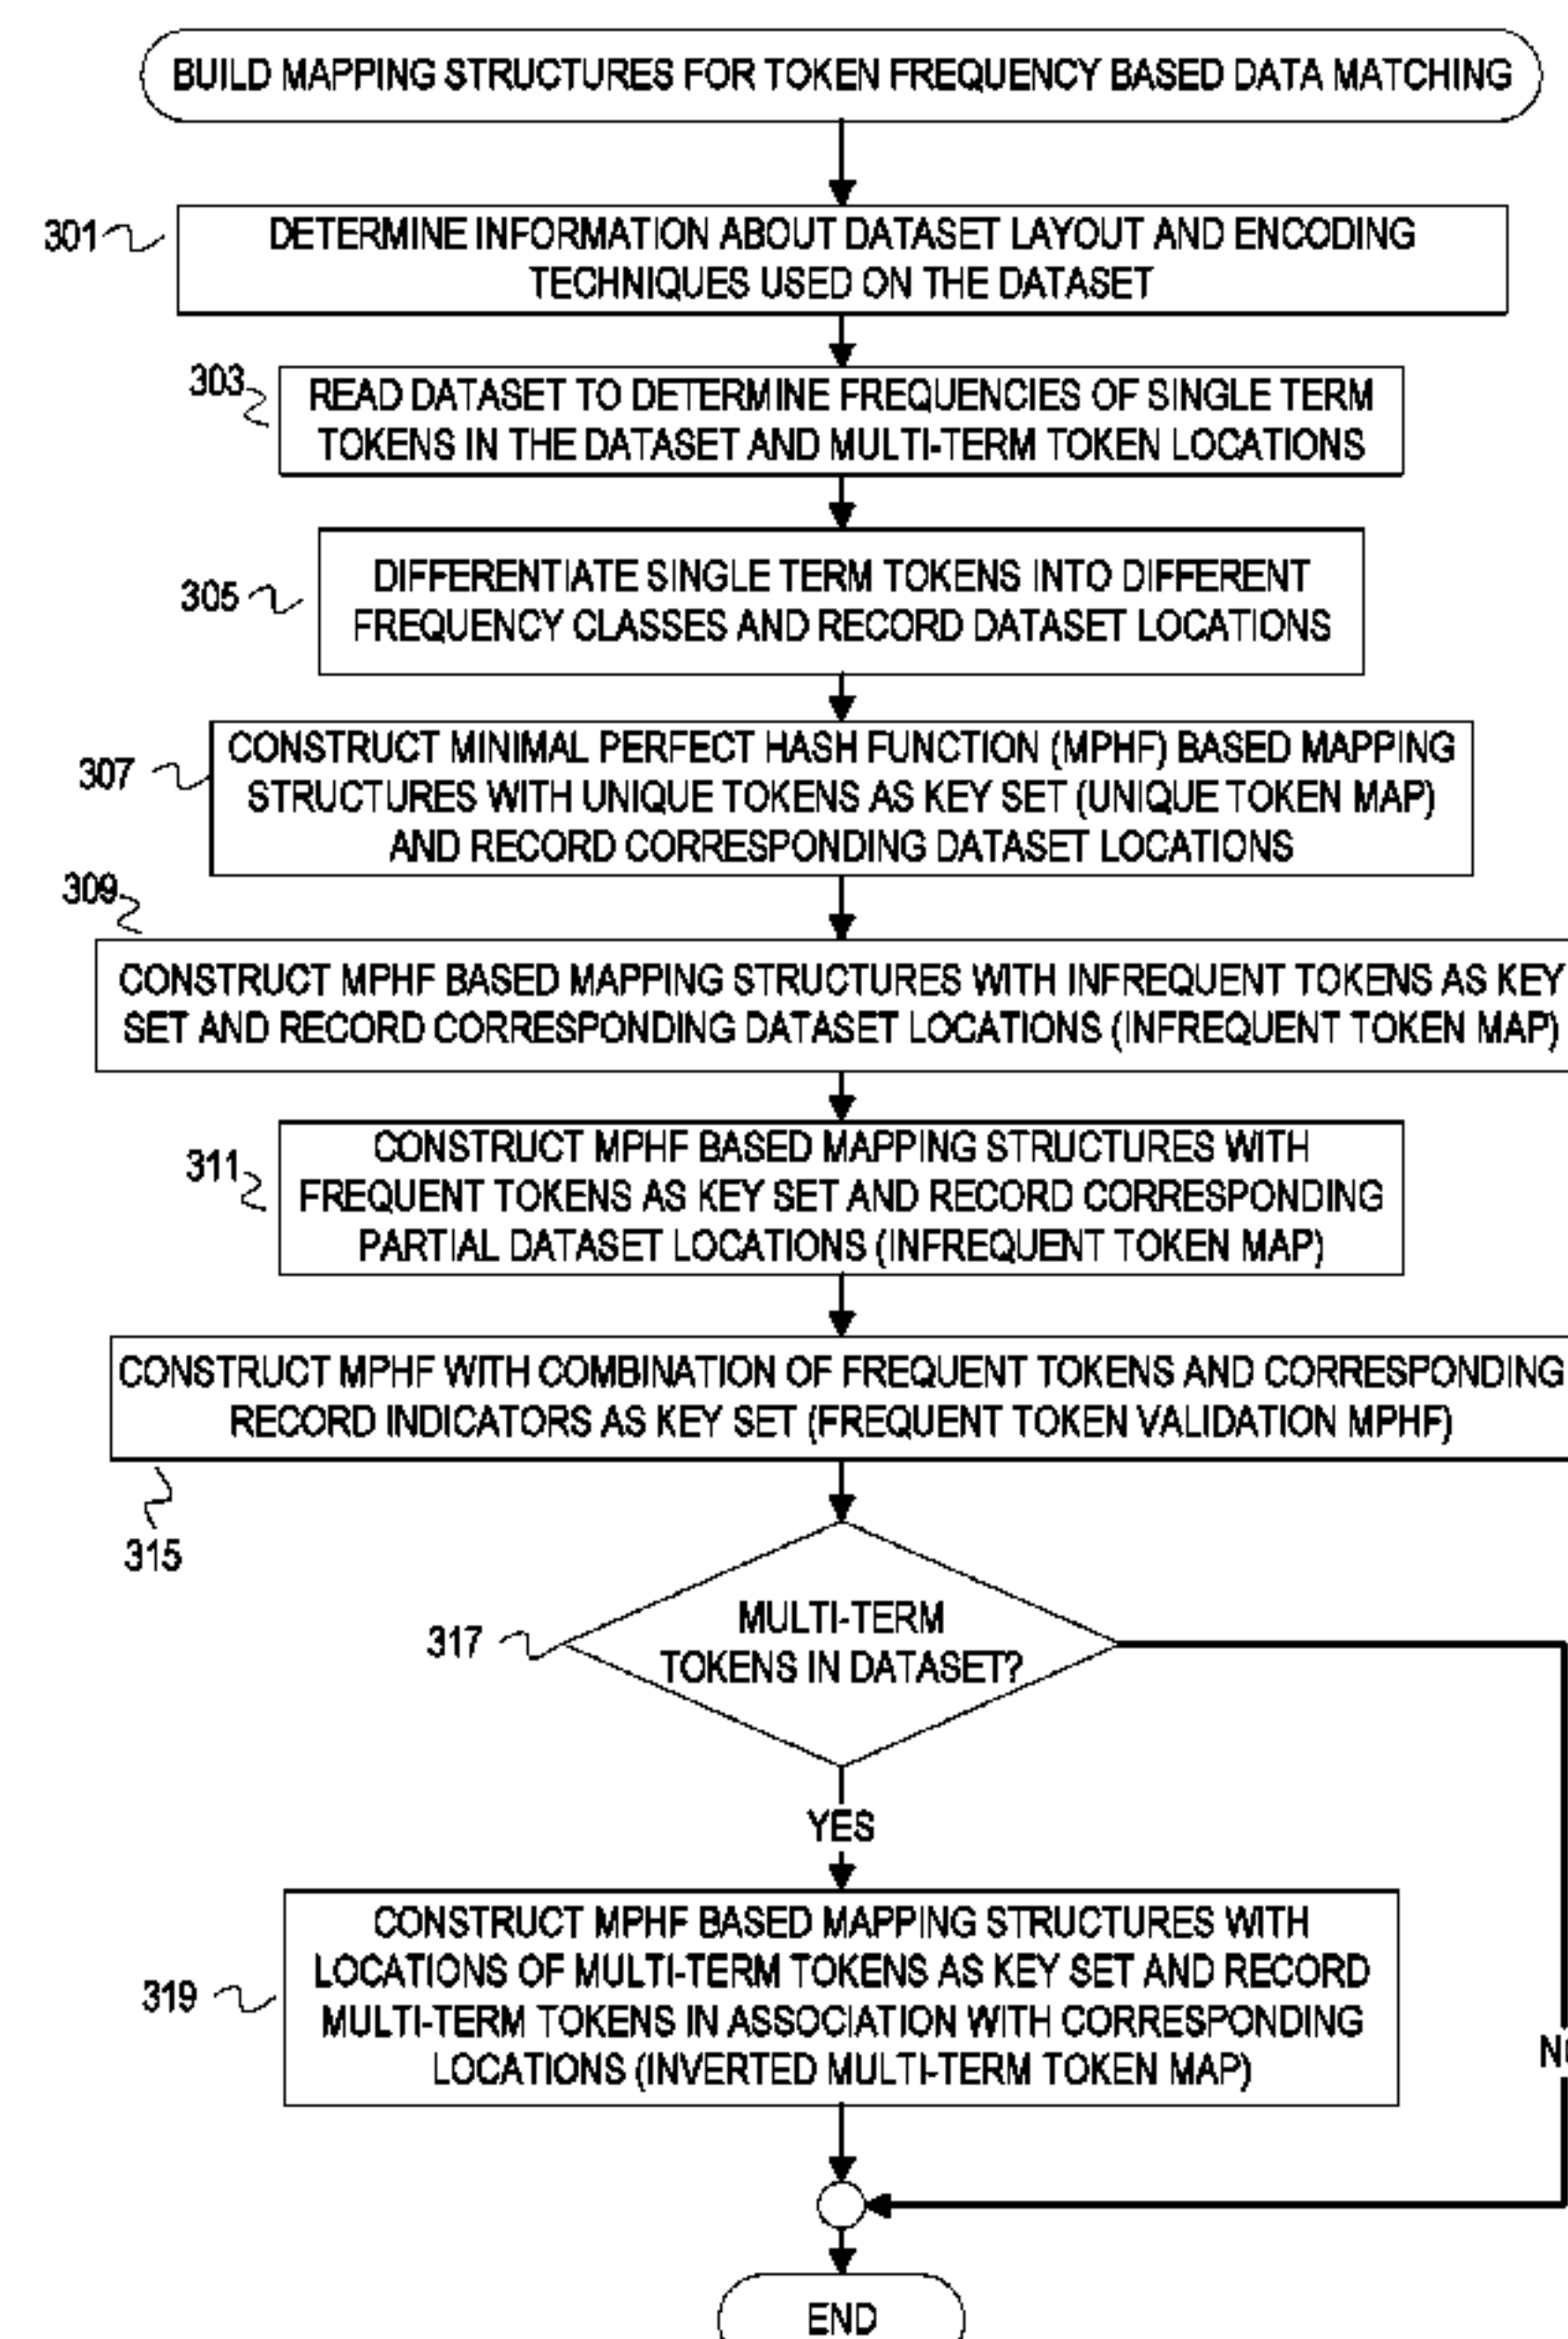 BUILD MAPPING STRUCTURES FOR TOKEN FREQUENCY BASED DATA MATCHING
301
DETERMINE INFORMATION ABOUT DATASET LAYOUT AND ENCODING
TECHNIQUES USED ON THE DATASET
303
READ DATASET TO DETERMINE FREQUENCIES OF SINGLE TERM
TOKENS IN THE DATASET AND MULTI-TERM TOKEN LOCATIONS
305
DIFFERENTIATE SINGLE TERM TOKENS INTO DIFFERENT
FREQUENCY CLASSES AND RECORD DATASET LOCATIONS
307
CONSTRUCT MINIMAL PERFECT HASH FUNCTION (MPHF) BASED MAPPING
STRUCTURES WITH UNIQUE TOKENS AS KEY SET (UNIQUE TOKEN MAP)
AND RECORD CORRESPONDING DATASET LOCATIONS
309
CONSTRUCT MPHF BASED MAPPING STRUCTURES WITH INFREQUENT TOKENS AS KEY
SET AND RECORD CORRESPONDING DATASET LOCATIONS (INFREQUENT TOKEN MAP)
311
CONSTRUCT MPHF BASED MAPPING STRUCTURES WITH
FREQUENT TOKENS AS KEY SET AND RECORD CORRESPONDING
PARTIAL DATASET LOCATIONS (INFREQUENT TOKEN MAP)
CONSTRUCT MPHF WITH COMBINATION OF FREQUENT TOKENS AND CORRESPONDING
RECORD INDICATORS AS KEY SET (FREQUENT TOKEN VALIDATION MPHF)
315
317
MULTI-TERM
TOKENS IN DATASET?
YES
319
CONSTRUCT MPHF BASED MAPPING STRUCTURES WITH
LOCATIONS OF MULTI-TERM TOKENS AS KEY SET AND RECORD
MULTI-TERM TOKENS IN ASSOCIATION WITH CORRESPONDING
LOCATIONS (INVERTED MULTI-TERM TOKEN MAP)
END